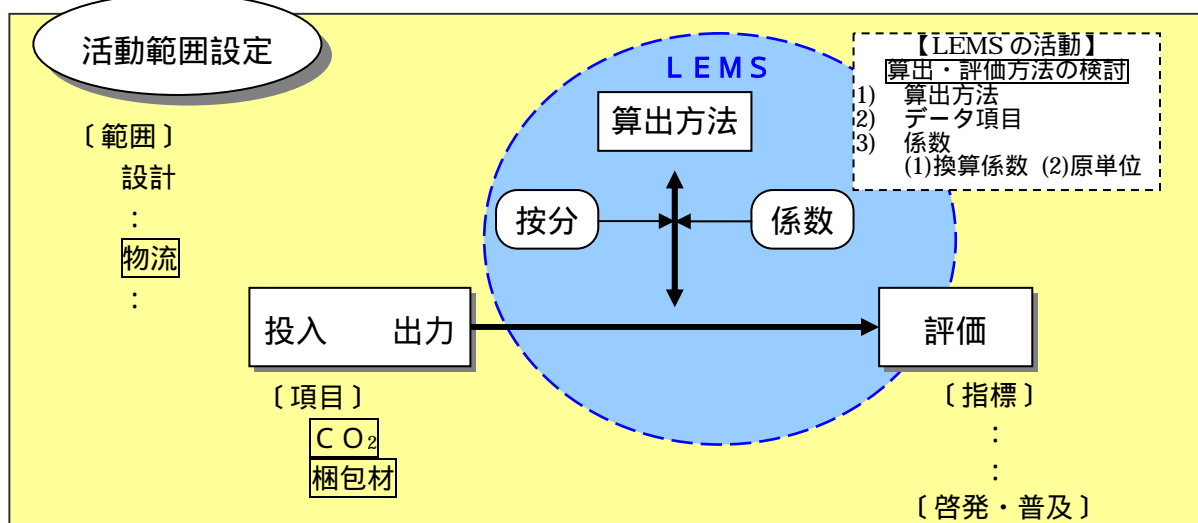 活動範囲設定
〔範囲〕
設計
：
物流
：
投入　　出力
〔項目〕
ＣＯ₂
梱包材
ＬＥＭＳ
算出方法
按分
係数
【LEMSの活動】
算出・評価方法の検討
1)　算出方法
2)　データ項目
3)　係数
(1)換算係数 (2)原単位
評価
〔指標〕
：
：
〔啓発・普及〕